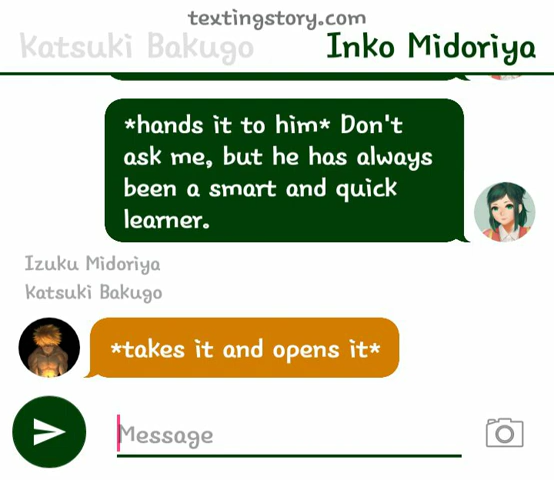 textingstory.com
Katsuki Bakugo Inko Midoriya
*hands it to him* Don't
ask me, but he has always
been a smart and quick
learner.
Izuku Midoriya
Katsuki Bakugo
*takes it and opens it*
Message